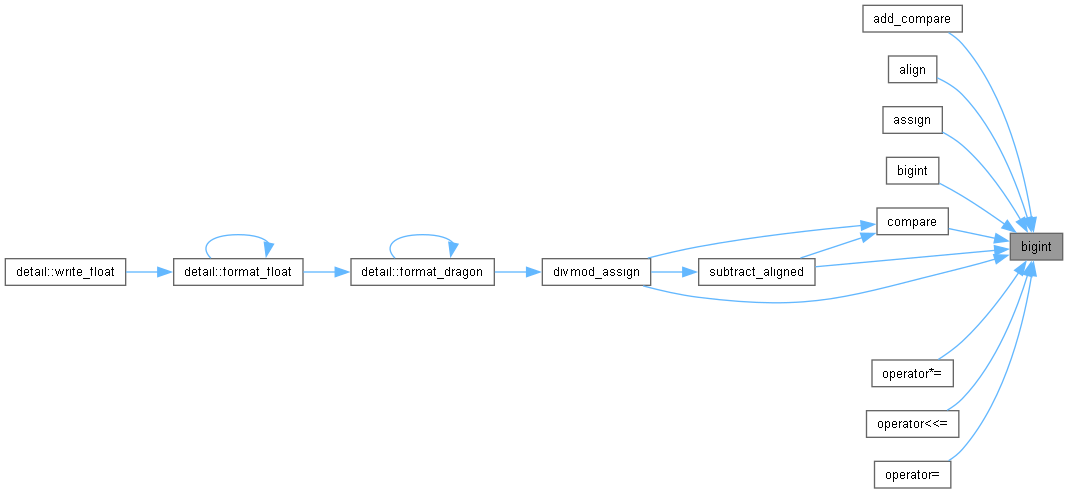 add_compare
align
assign
bigint
compare
bigint
detail::write_float
detail::format_float
detail::format_dragon
divmod_assign
subtract_aligned
operator*=
operator<<=
operator=